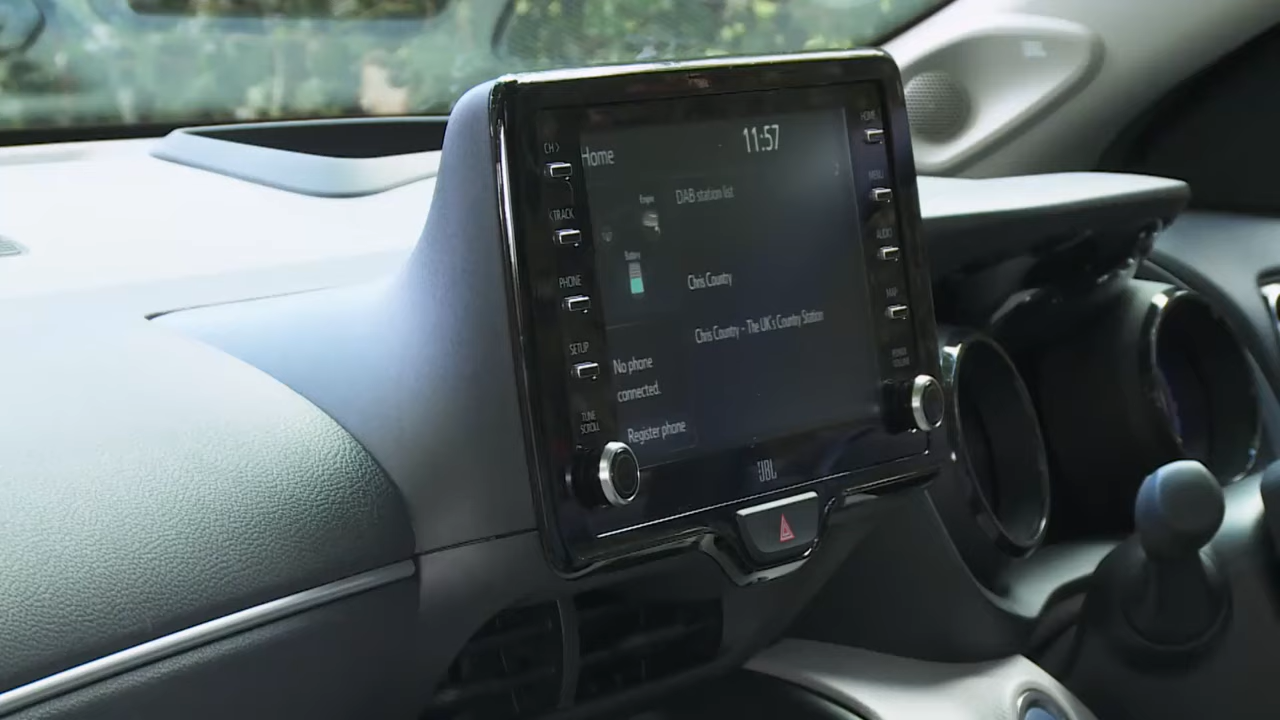 11:57
Home
DAB station list
Engine
Battery
Chris Country
Chris Country - The UK's Country Station
No phone
connected.
Register phone
CH >
< TRACK
PHONE
SETUP
TUNE
SCROLL
HOME
MENU
AUDIO
MAP
POWER
VOLUME
JBL